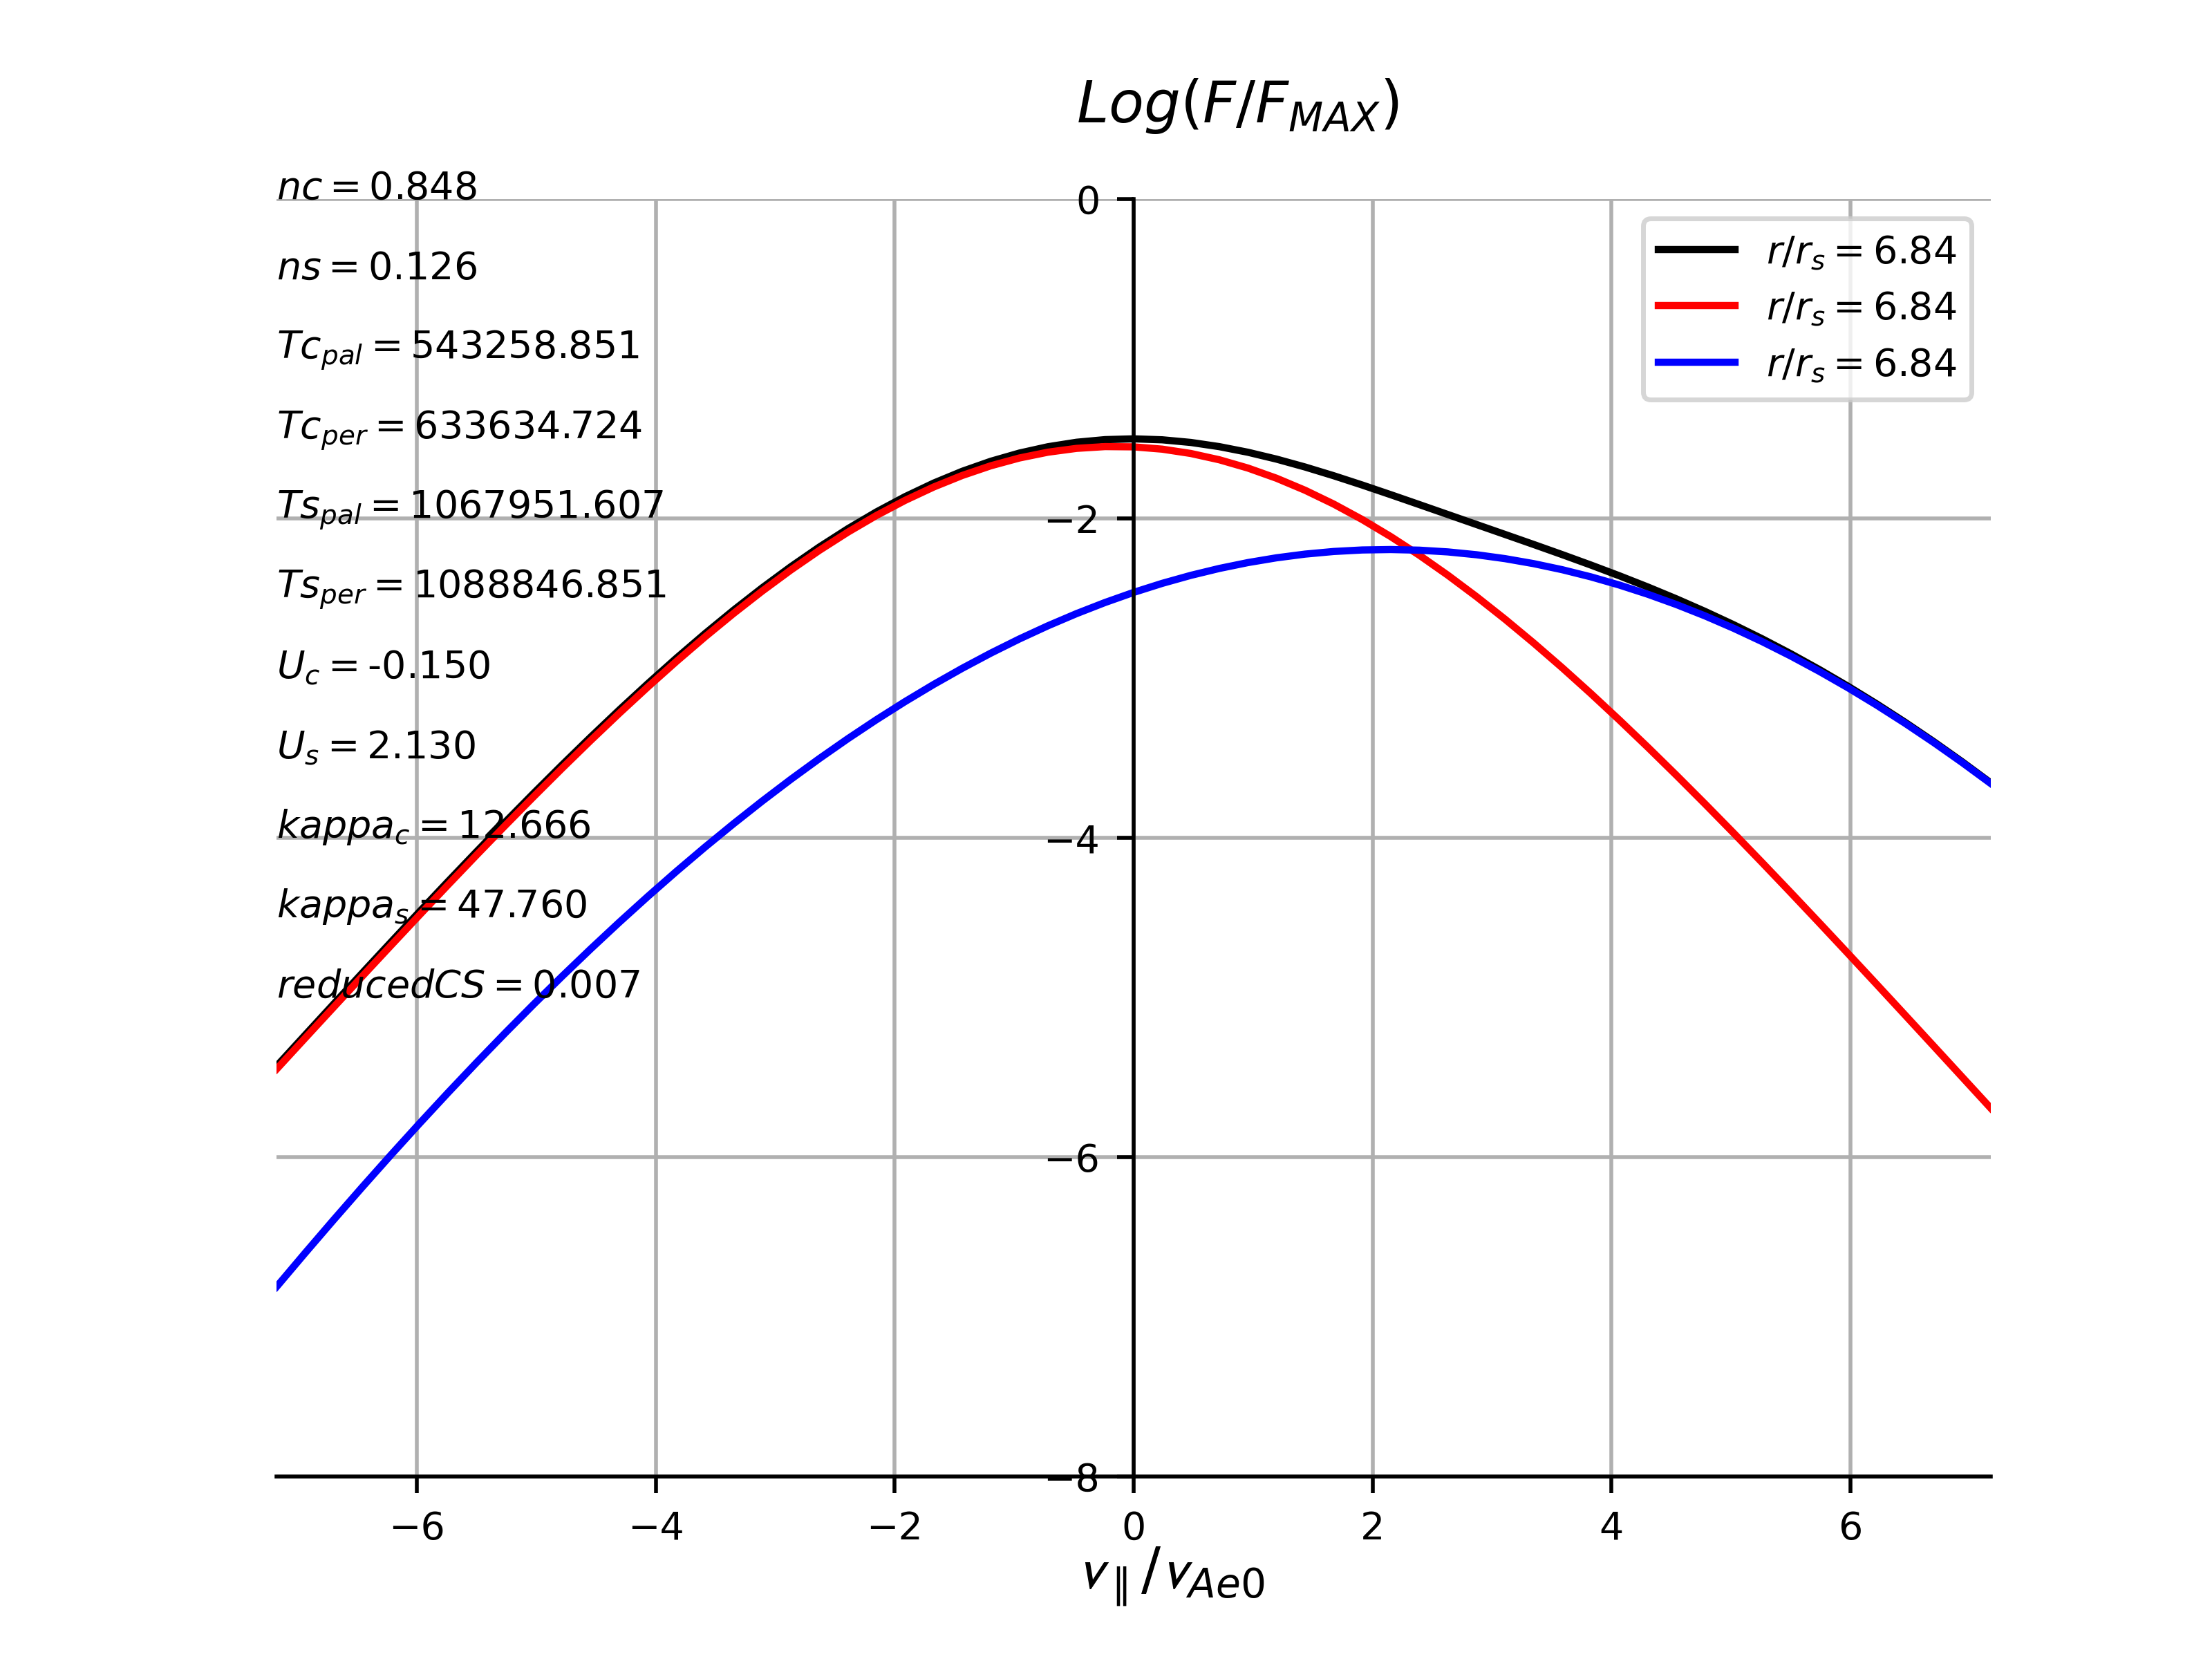 Log(F/F_MAX)
nc = 0.848
ns = 0.126
Tc_pal = 543258.851
Tc_per = 633634.724
Ts_pal = 1067951.607
Ts_per = 1088846.851
U_c = -0.150
U_s = 2.130
kappa_c = 12.666
kappa_s = 47.760
reducedCS = 0.007
r/r_s = 6.84
r/r_s = 6.84
r/r_s = 6.84
0
−2
−4
−6
−8
−6 −4 −2 0 2 4 6
v_∥/v_Ae0